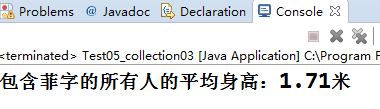 Problems @ Javadoc Declaration Console
<terminated> Test05_collection03 [Java Application] C:\Program F
包含菲字的所有人的平均身高：1.71米